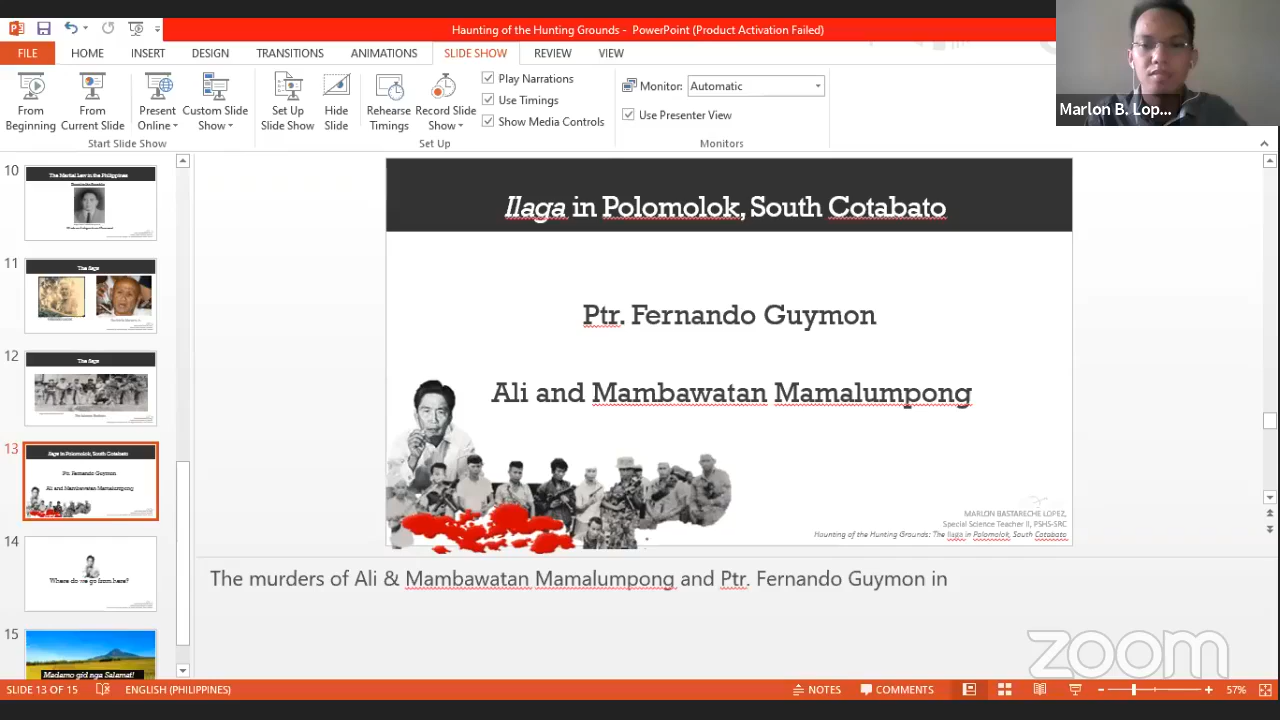 Haunting of the Hunting Grounds - PowerPoint (Product Activation Failed)
FILE HOME INSERT DESIGN TRANSITIONS ANIMATIONS SLIDE SHOW REVIEW VIEW
From Beginning
From Current Slide
Present Online
Custom Slide Show
Start Slide Show
Set Up Slide Show
Hide Slide
Rehearse Timings
Record Slide Show
Play Narrations
Use Timings
Show Media Controls
Set Up
Monitor: Automatic
Use Presenter View
Monitors
Marlon B. Lop...
10
The Martial Law in the Philippines
11
The Ilaga
12
The Ilaga
13
Ilaga in Polomolok, South Cotabato
Ptr. Fernando Guymon
Ali and Mambawatan Mamalumpong
14
Where do we go from here?
15
Madamo gid nga Salamat!
Ilaga in Polomolok, South Cotabato
Ptr. Fernando Guymon
Ali and Mambawatan Mamalumpong
MARLON BASTARECHE LOPEZ,
Special Science Teacher II, PSHS-SRC
Haunting of the Hunting Grounds: The Ilaga in Polomolok, South Cotabato
The murders of Ali & Mambawatan Mamalumpong and Ptr. Fernando Guymon in
zoom
SLIDE 13 OF 15 ENGLISH (PHILIPPINES) NOTES COMMENTS 57%